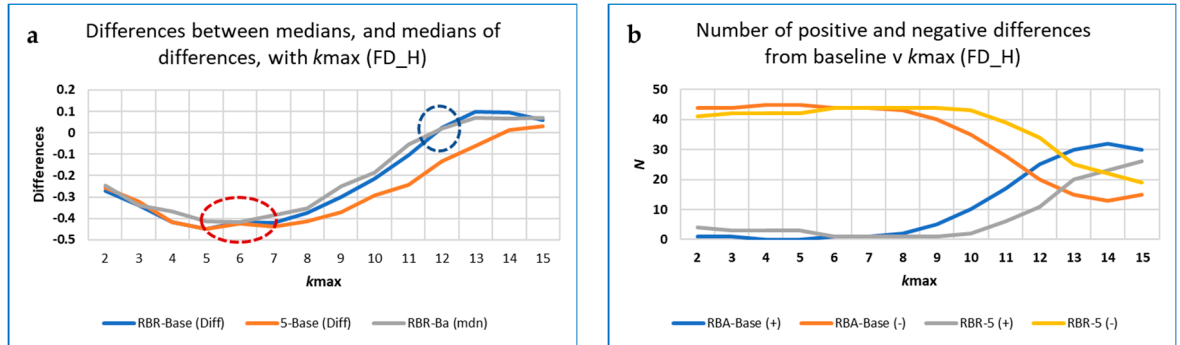 a
Differences between medians, and medians of
differences, with kmax (FD_H)
Differences
0.2
0.1
0
-0.1
-0.2
-0.3
-0.4
-0.5
2 3 4 5 6 7 8 9 10 11 12 13 14 15
kmax
RBR-Base (Diff) 5-Base (Diff) RBR-Ba (mdn)
b
Number of positive and negative differences
from baseline v kmax (FD_H)
N
50
40
30
20
10
0
2 3 4 5 6 7 8 9 10 11 12 13 14 15
kmax
RBA-Base (+) RBA-Base (-) RBR-5 (+) RBR-5 (-)